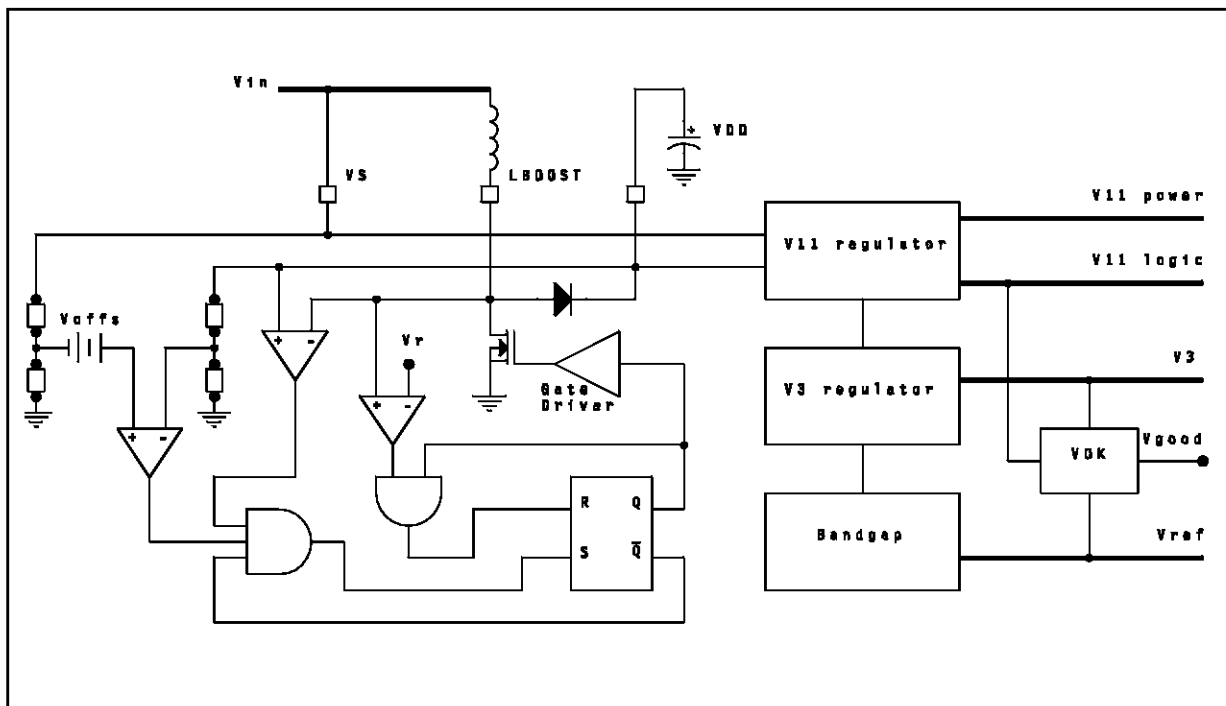 Vin
VDD
VS
LBOOST
V11 power
V11 regulator
V11 logic
Voffs
+ -
Vr
V3
V3 regulator
Gate
Driver
+ -
+ -
Vgood
VOK
R Q
S Q̅
Bandgap
Vref